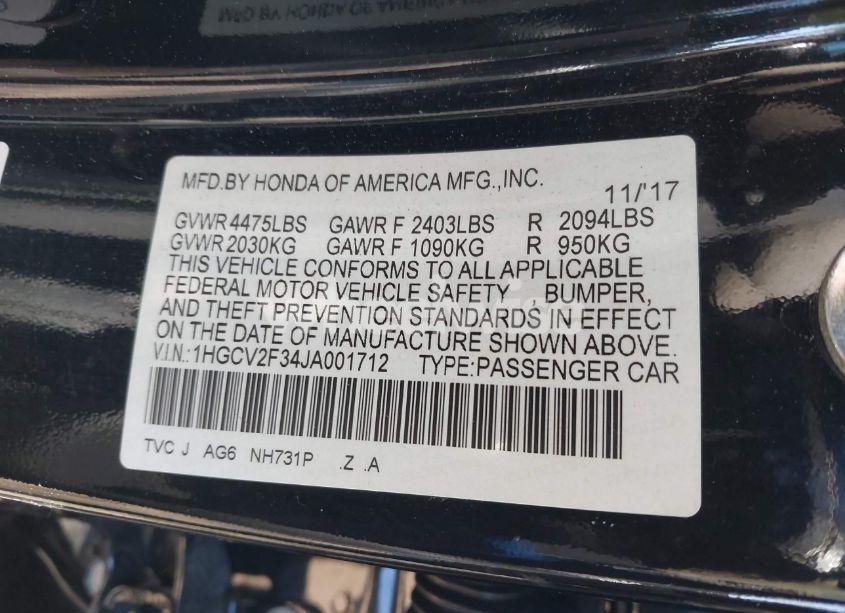 MFD.BY HONDA OF AMERICA MFG.,INC. 11/'17
GVWR 4475LBS GAWR F 2403LBS R 2094LBS
GVWR 2030KG GAWR F 1090KG R 950KG
THIS VEHICLE CONFORMS TO ALL APPLICABLE
FEDERAL MOTOR VEHICLE SAFETY , BUMPER,
AND THEFT PREVENTION STANDARDS IN EFFECT
ON THE DATE OF MANUFACTURE SHOWN ABOVE.
V.I.N.:1HGCV2F34JA001712 TYPE:PASSENGER CAR
TVC J AG6 NH731P .Z .A